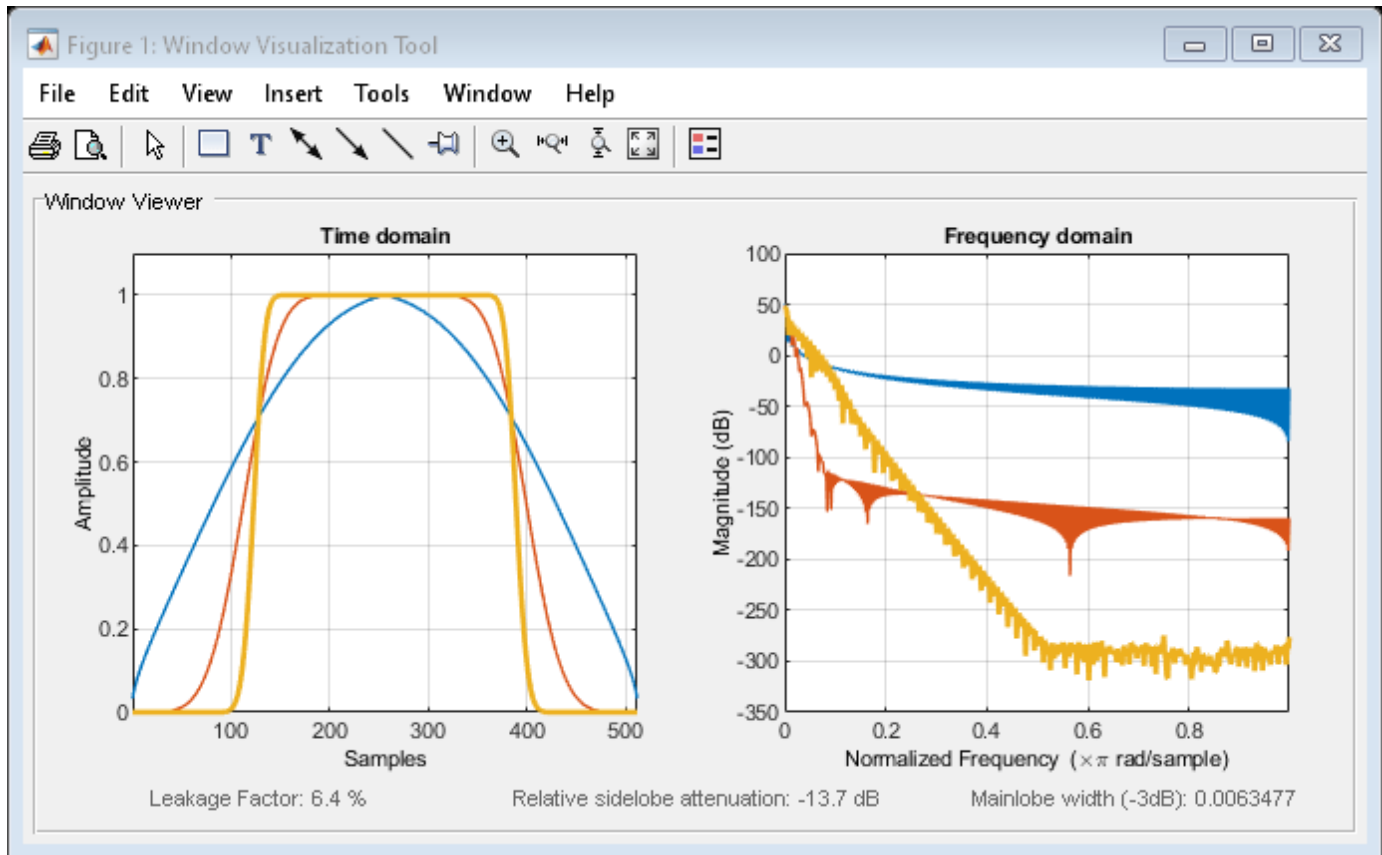 Figure 1: Window Visualization Tool
File Edit View Insert Tools Window Help
T
Window Viewer
Time domain
1
0.8
0.6
0.4
0.2
0
Amplitude
100 200 300 400 500
Samples
Frequency domain
100
50
0
-50
-100
-150
-200
-250
-300
-350
Magnitude (dB)
0 0.2 0.4 0.6 0.8
Normalized Frequency (×π rad/sample)
Leakage Factor: 6.4 % Relative sidelobe attenuation: -13.7 dB Mainlobe width (-3dB): 0.0063477